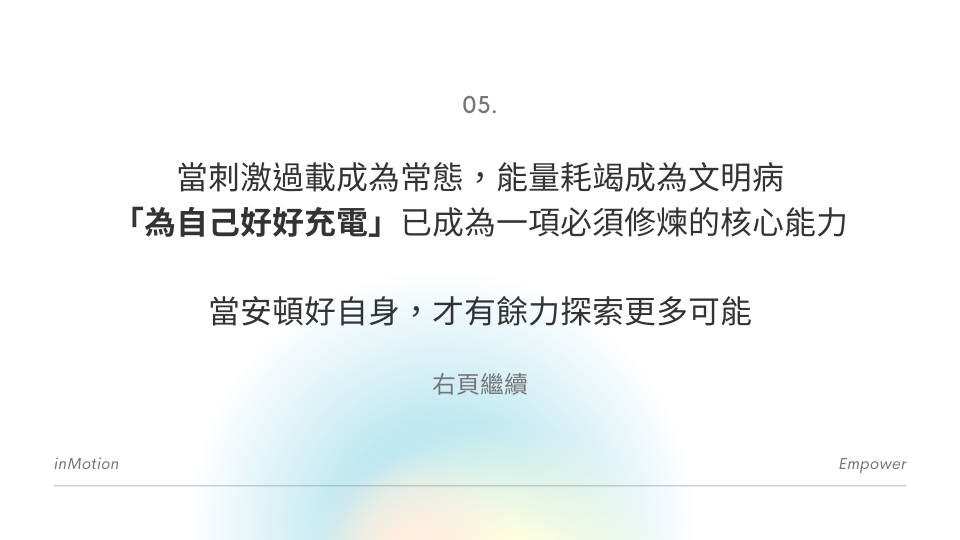 05.
當刺激過載成為常態，能量耗竭成為文明病
「為自己好好充電」已成為一項必須修煉的核心能力
當安頓好自身，才有餘力探索更多可能
右頁繼續
inMotion
Empower